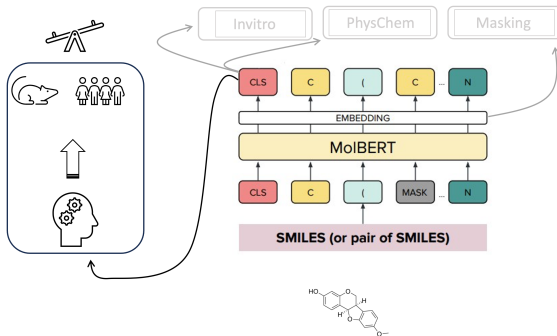 Invitro PhysChem Masking
CLS C ( C ... N
EMBEDDING
MolBERT
CLS C ( MASK ... N
SMILES (or pair of SMILES)
HO
O
H
H
O
O